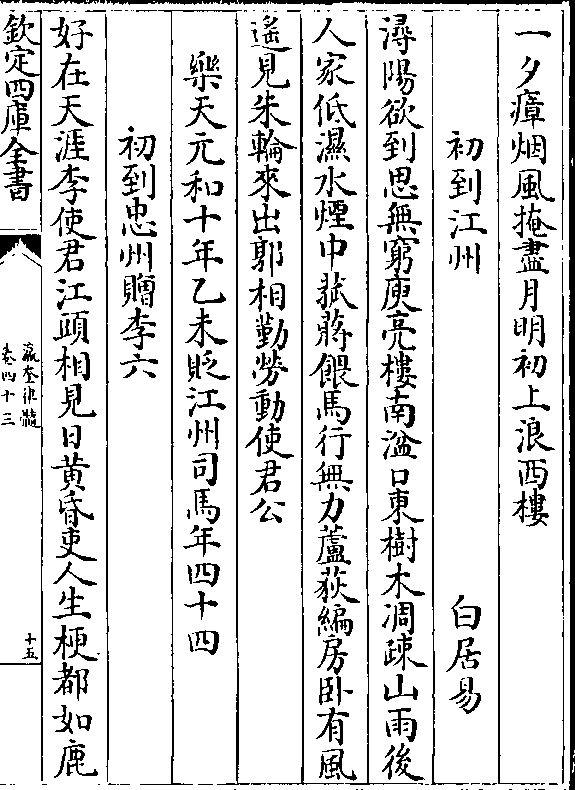 一夕瘴烟風掩盡月明初上浪西樓
初到江州 白居易
潯陽欲到思無窮庾亮樓南湓口東樹木凋疎山雨後
人家低濕水煙中菰蔣餵馬行無力蘆荻編房卧有風
遙見朱輪來出郭相勤勞動使君公
樂天元和十年乙未貶江州司馬年四十四
初到忠州贈李六
好在天涯李使君江頭相見日黄昏吏人生梗都如鹿
欽定四庫全書
瀛奎律髓
卷四十三
十五